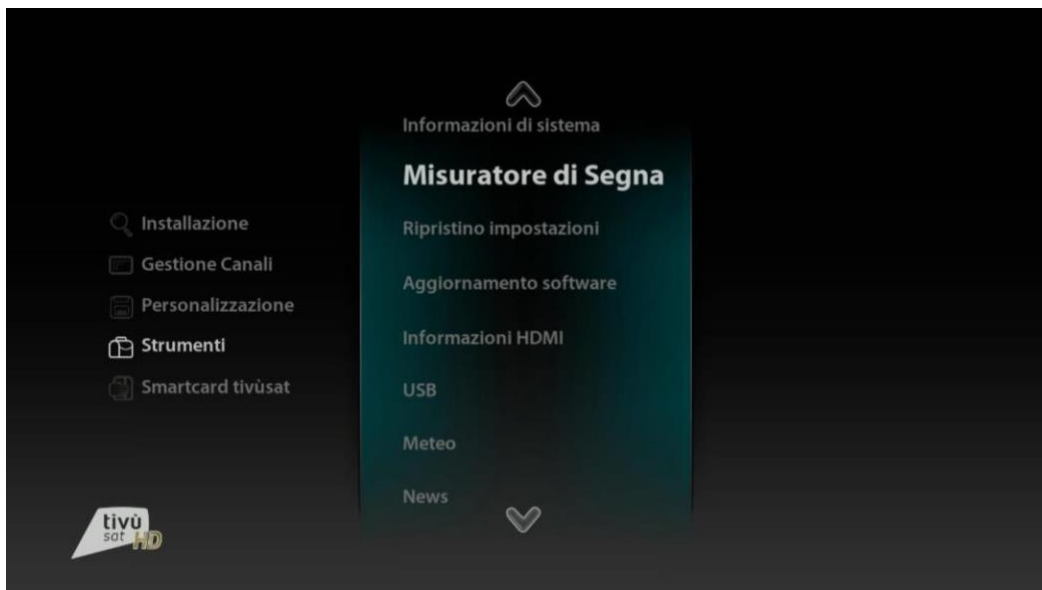 Informazioni di sistema
Misuratore di Segna
Ripristino impostazioni
Aggiornamento software
Informazioni HDMI
USB
Meteo
News
Installazione
Gestione Canali
Personalizzazione
Strumenti
Smartcard tivùsat
tivù
sat HD